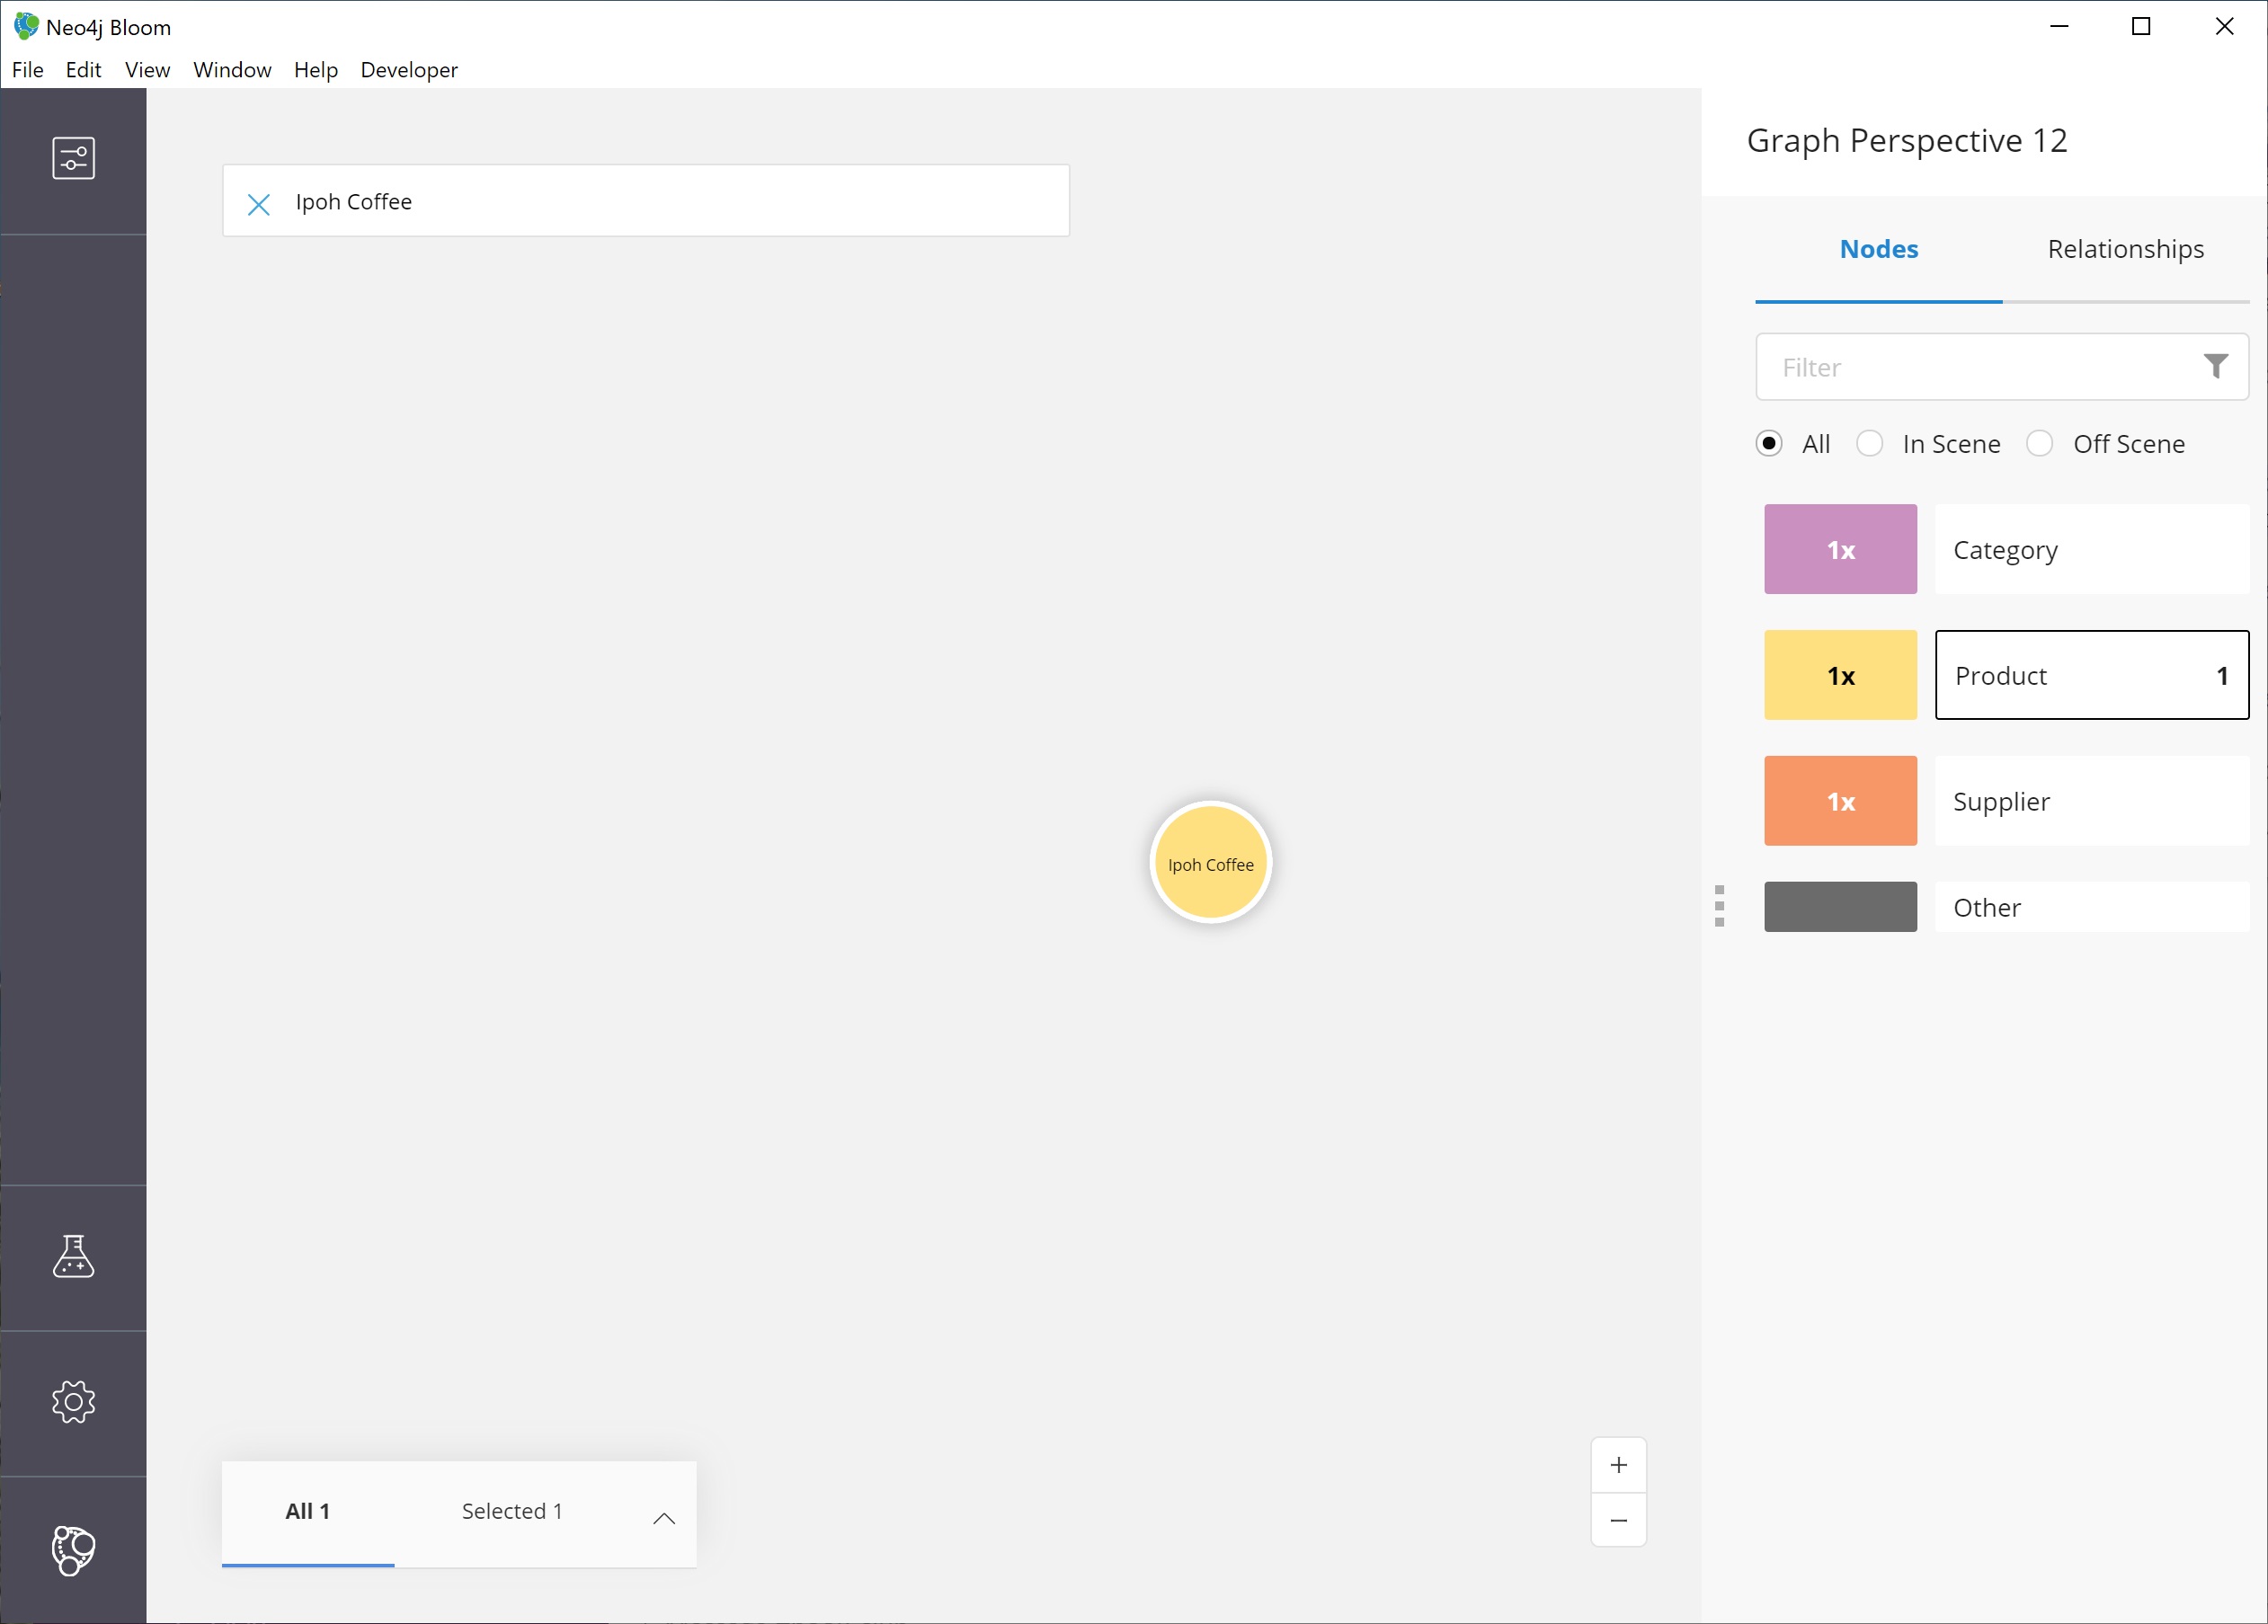 Neo4j Bloom
File Edit View Window Help Developer
Graph Perspective 12
Ipoh Coffee
Nodes Relationships
Filter
All In Scene Off Scene
1x Category
1x Product 1
1x Supplier
Other
Ipoh Coffee
All 1 Selected 1